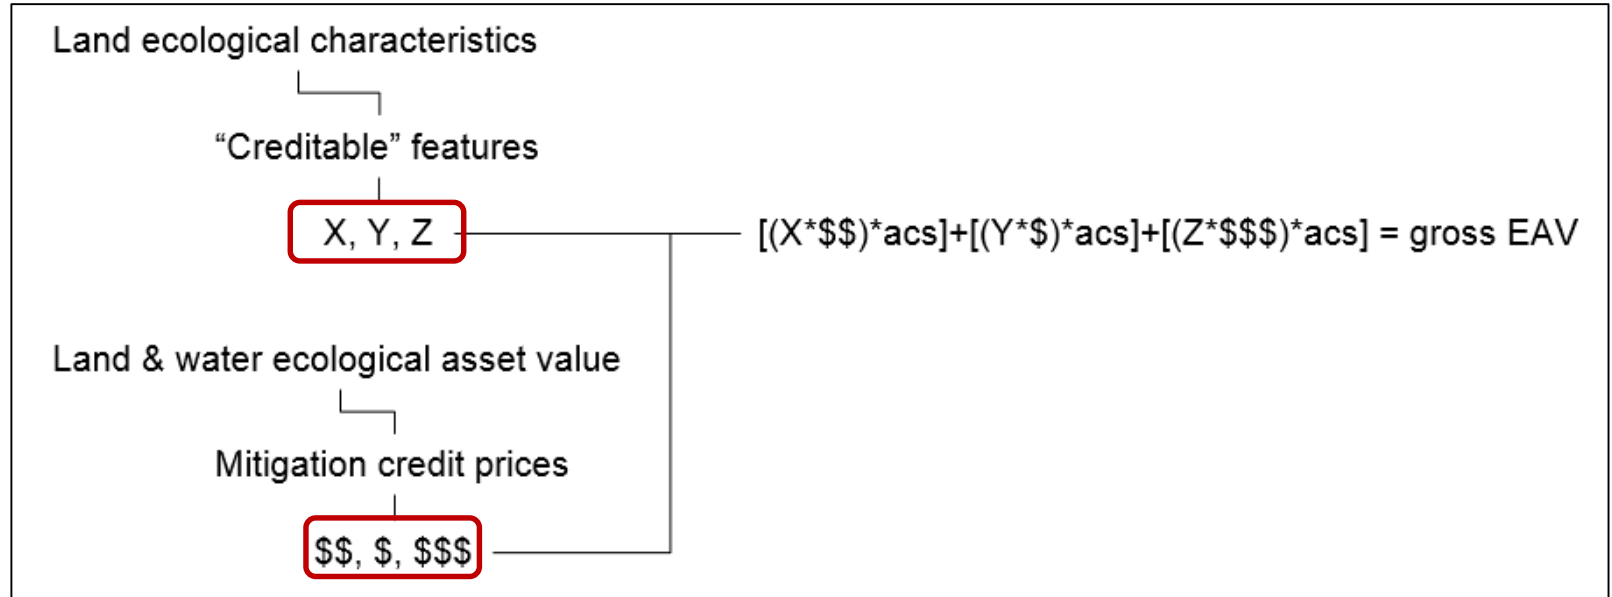 Land ecological characteristics
“Creditable” features
X, Y, Z
[(X*$$)*acs]+[(Y*$)*acs]+[(Z*$$$)*acs] = gross EAV
Land & water ecological asset value
Mitigation credit prices
$$, $, $$$